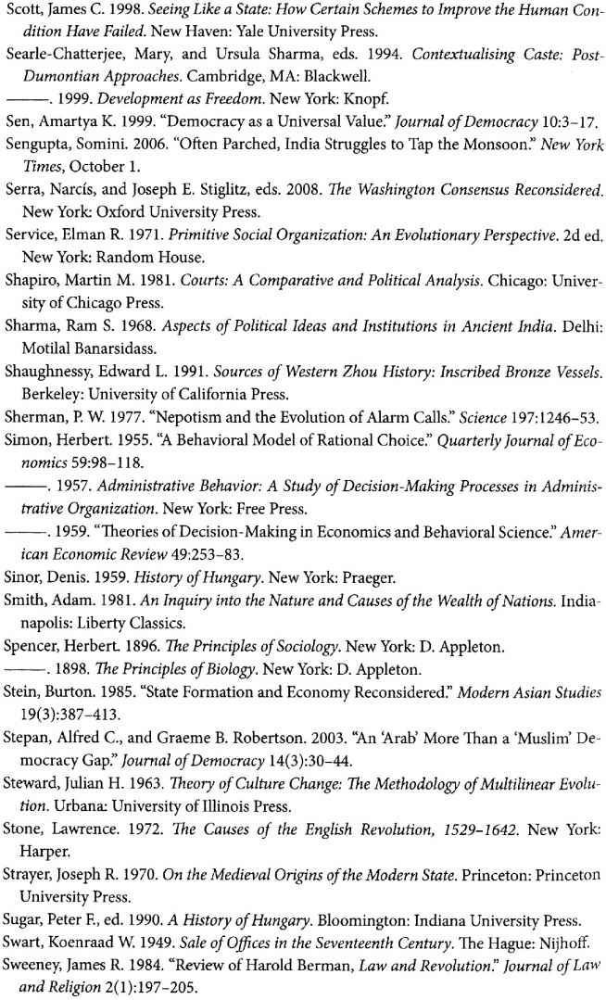 Scott, James C. 1998. Seeing Like a State: How Certain Schemes to Improve the Human Con-
dition Have Failed. New Haven: Yale University Press.
Searle-Chatterjee, Mary, and Ursula Sharma, eds. 1994. Contextualising Caste: Post-
Dumontian Approaches. Cambridge, MA: Blackwell.
———. 1999. Development as Freedom. New York: Knopf.
Sen, Amartya K. 1999. “Democracy as a Universal Value.” Journal of Democracy 10:3–17.
Sengupta, Somini. 2006. “Often Parched, India Struggles to Tap the Monsoon.” New York
Times, October 1.
Serra, Narcís, and Joseph E. Stiglitz, eds. 2008. The Washington Consensus Reconsidered.
New York: Oxford University Press.
Service, Elman R. 1971. Primitive Social Organization: An Evolutionary Perspective. 2d ed.
New York: Random House.
Shapiro, Martin M. 1981. Courts: A Comparative and Political Analysis. Chicago: Univer-
sity of Chicago Press.
Sharma, Ram S. 1968. Aspects of Political Ideas and Institutions in Ancient India. Delhi:
Motilal Banarsidass.
Shaughnessy, Edward L. 1991. Sources of Western Zhou History: Inscribed Bronze Vessels.
Berkeley: University of California Press.
Sherman, P. W. 1977. “Nepotism and the Evolution of Alarm Calls.” Science 197:1246–53.
Simon, Herbert. 1955. “A Behavioral Model of Rational Choice.” Quarterly Journal of Eco-
nomics 59:98–118.
———. 1957. Administrative Behavior: A Study of Decision-Making Processes in Adminis-
trative Organization. New York: Free Press.
———. 1959. “Theories of Decision-Making in Economics and Behavioral Science.” Amer-
ican Economic Review 49:253–83.
Sinor, Denis. 1959. History of Hungary. New York: Praeger.
Smith, Adam. 1981. An Inquiry into the Nature and Causes of the Wealth of Nations. India-
napolis: Liberty Classics.
Spencer, Herbert. 1896. The Principles of Sociology. New York: D. Appleton.
———. 1898. The Principles of Biology. New York: D. Appleton.
Stein, Burton. 1985. “State Formation and Economy Reconsidered.” Modern Asian Studies
19(3):387–413.
Stepan, Alfred C., and Graeme B. Robertson. 2003. “An ‘Arab’ More Than a ‘Muslim’ De-
mocracy Gap.” Journal of Democracy 14(3):30–44.
Steward, Julian H. 1963. Theory of Culture Change: The Methodology of Multilinear Evolu-
tion. Urbana: University of Illinois Press.
Stone, Lawrence. 1972. The Causes of the English Revolution, 1529–1642. New York:
Harper.
Strayer, Joseph R. 1970. On the Medieval Origins of the Modern State. Princeton: Princeton
University Press.
Sugar, Peter F., ed. 1990. A History of Hungary. Bloomington: Indiana University Press.
Swart, Koenraad W. 1949. Sale of Offices in the Seventeenth Century. The Hague: Nijhoff.
Sweeney, James R. 1984. “Review of Harold Berman, Law and Revolution.” Journal of Law
and Religion 2(1):197–205.